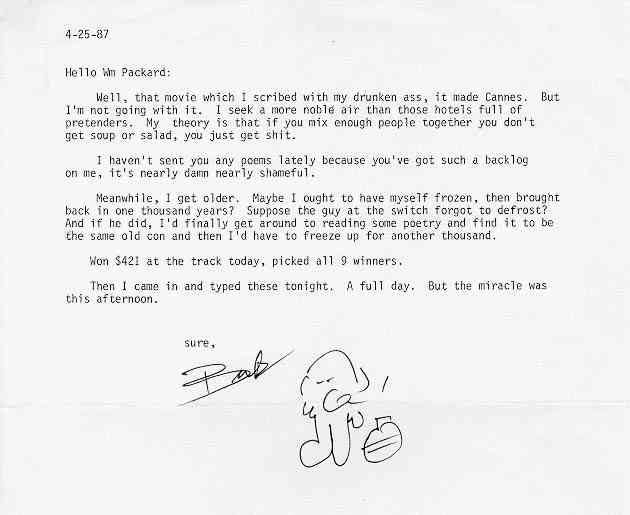 4-25-87
Hello Wm Packard:
Well, that movie which I scribed with my drunken ass, it made Cannes. But
I'm not going with it. I seek a more noble air than those hotels full of
pretenders. My theory is that if you mix enough people together you don't
get soup or salad, you just get shit.
I haven't sent you any poems lately because you've got such a backlog
on me, it's nearly damn nearly shameful.
Meanwhile, I get older. Maybe I ought to have myself frozen, then brought
back in one thousand years? Suppose the guy at the switch forgot to defrost?
And if he did, I'd finally get around to reading some poetry and find it to be
the same old con and then I'd have to freeze up for another thousand.
Won $421 at the track today, picked all 9 winners.
Then I came in and typed these tonight. A full day. But the miracle was
this afternoon.
sure,